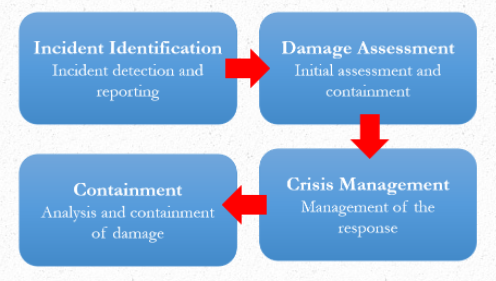 Incident Identification
Incident detection and
reporting
Damage Assessment
Initial assessment and
containment
Crisis Management
Management of the
response
Containment
Analysis and containment
of damage